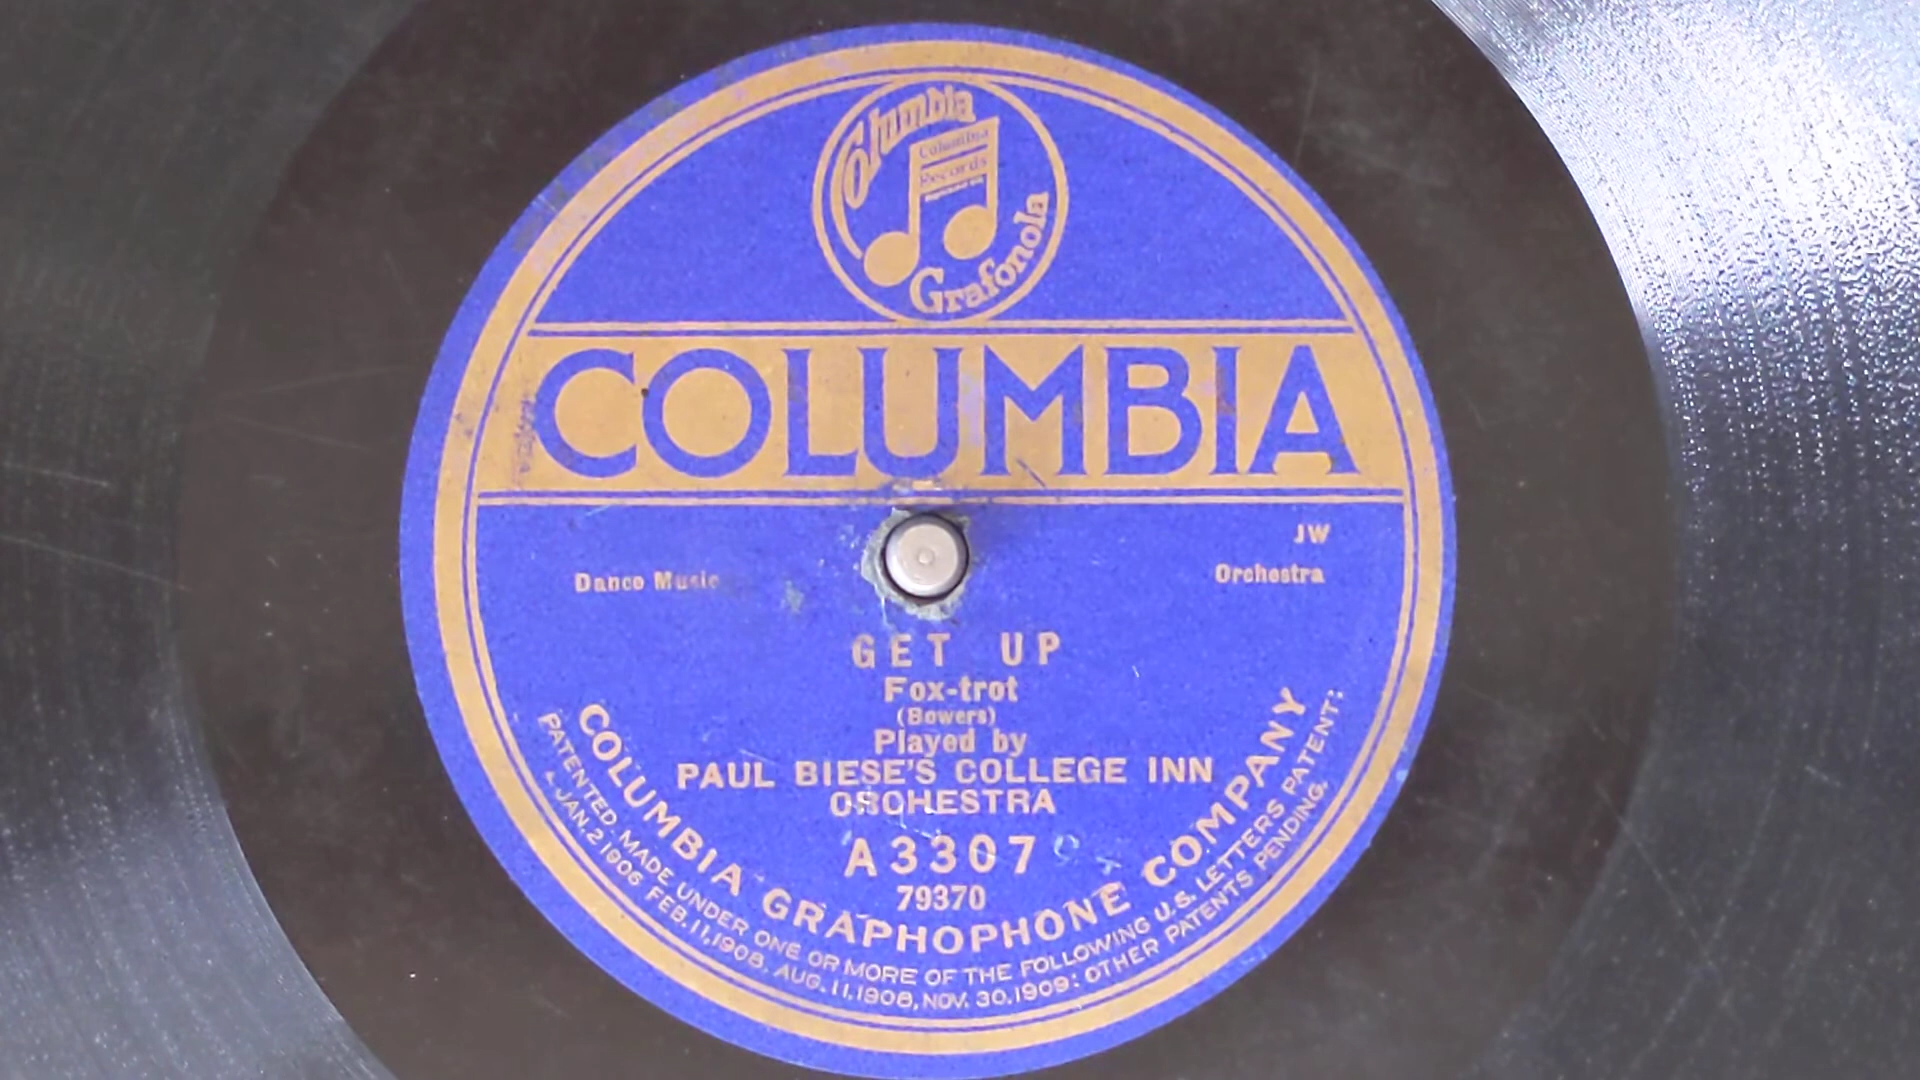 Columbia
Columbia
Records
Grafonola
COLUMBIA
JW
Dance Music
Orchestra
GET UP
Fox-trot
(Bowers)
Played by
PAUL BIESE'S COLLEGE INN
ORCHESTRA
A3307
79370
COLUMBIA GRAPHOPHONE COMPANY
PATENTED. MADE UNDER ONE OR MORE OF THE FOLLOWING U.S. LETTERS PATENT:
JAN. 2 1906 FEB. 11, 1908, AUG. 11, 1908, NOV. 30, 1909: OTHER PATENTS PENDING.